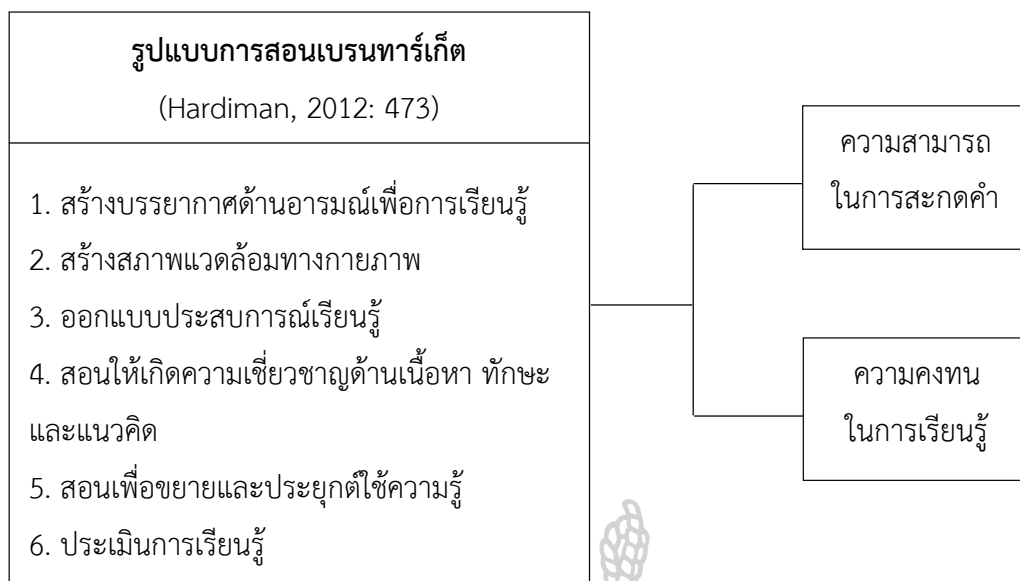 รูปแบบการสอนเบรนทาร์เก็ต
(Hardiman, 2012: 473)
1. สร้างบรรยากาศด้านอารมณ์เพื่อการเรียนรู้
2. สร้างสภาพแวดล้อมทางกายภาพ
3. ออกแบบประสบการณ์เรียนรู้
4. สอนให้เกิดความเชี่ยวชาญด้านเนื้อหา ทักษะ
และแนวคิด
5. สอนเพื่อขยายและประยุกต์ใช้ความรู้
6. ประเมินการเรียนรู้
ความสามารถ
ในการสะกดคำ
ความคงทน
ในการเรียนรู้